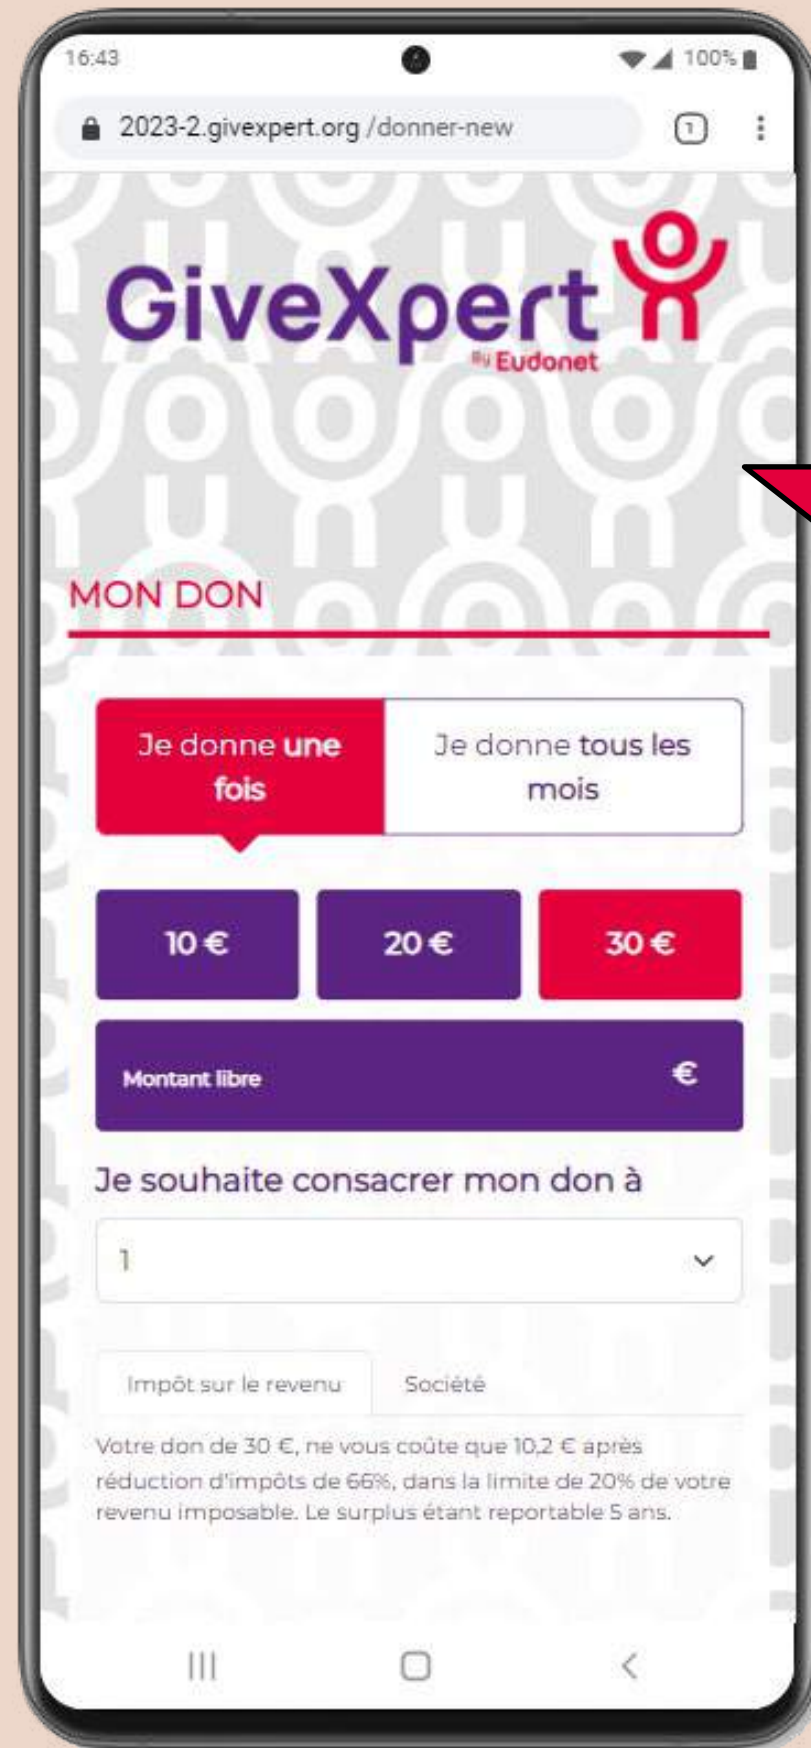 16:43
100%
2023-2.givexpert.org /donner-new
1
GiveXpert
By Eudonet
MON DON
Je donne une
fois
Je donne tous les
mois
10 €
20 €
30 €
Montant libre
€
Je souhaite consacrer mon don à
1
Impôt sur le revenu
Société
Votre don de 30 €, ne vous coûte que 10,2 € après
réduction d'impôts de 66%, dans la limite de 20% de votre
revenu imposable. Le surplus étant reportable 5 ans.